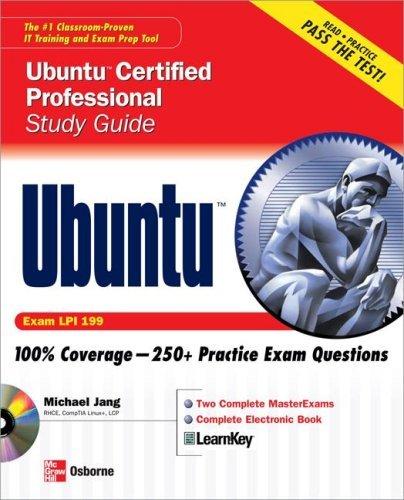 The #1 Classroom-Proven
IT Training and Exam Prep Tool
READ • PRACTICE
PASS THE TEST!
Ubuntu™ Certified
Professional
Study Guide
Ubuntu™
Exam LPI 199
100% Coverage—250+ Practice Exam Questions
Michael Jang
RHCE, CompTIA Linux+, LCP
Two Complete MasterExams
Complete Electronic Book
LearnKey
Mc
Graw
Hill
Osborne